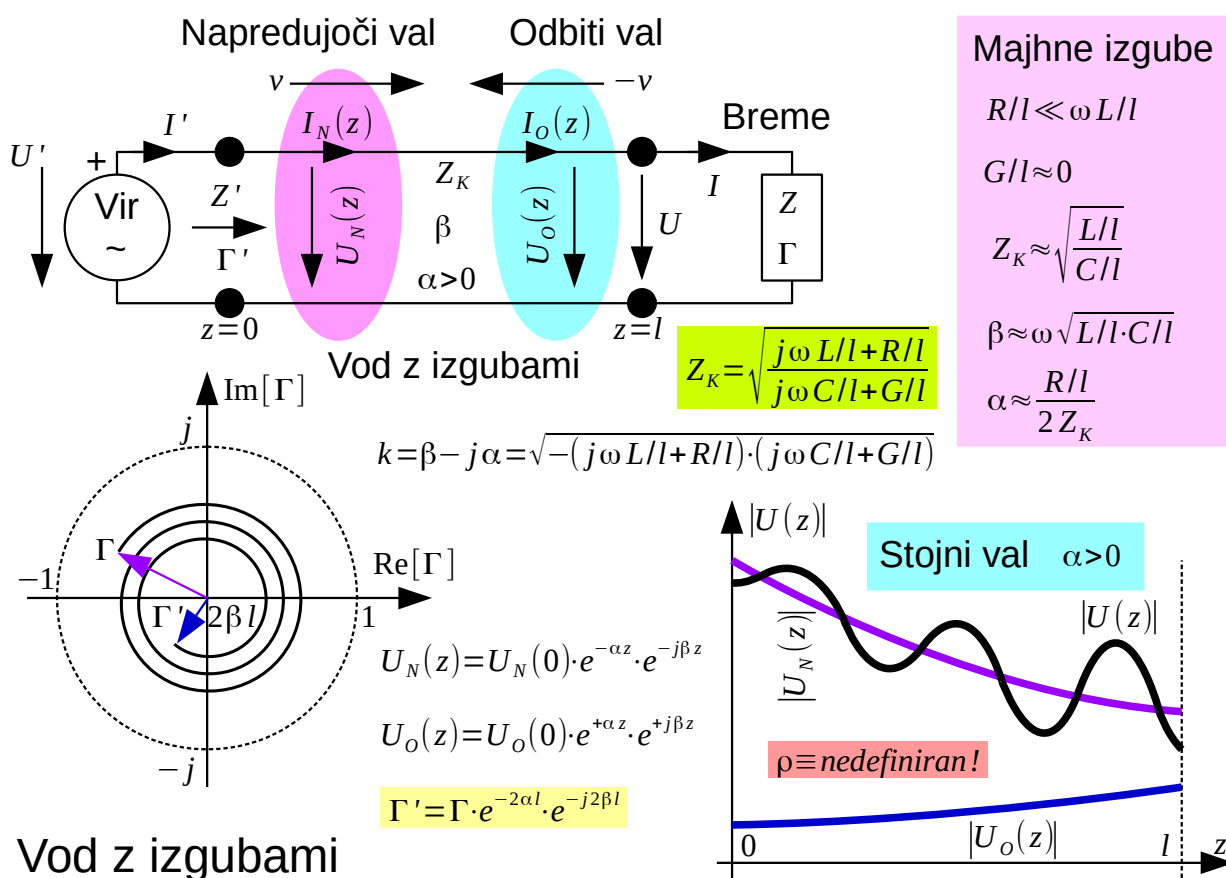 Napredujoči val
Odbiti val
v
−v
I'
I_N(z)
I_O(z)
Breme
U'
+
Vir
~
Z'
Γ'
U_N(z)
Z_K
β
α>0
U_O(z)
U
I
Z
Γ
z=0
z=l
Vod z izgubami
Z_K=√((jωL/l+R/l)/(jωC/l+G/l))
k=β−jα=√(−(jωL/l+R/l)·(jωC/l+G/l))
Majhne izgube
R/l≪ωL/l
G/l≈0
Z_K≈√((L/l)/(C/l))
β≈ω√(L/l·C/l)
α≈(R/l)/(2Z_K)
Im[Γ]
j
Γ
Re[Γ]
−1
Γ'
2βl
1
−j
U_N(z)=U_N(0)·e^(−αz)·e^(−jβz)
U_O(z)=U_O(0)·e^(+αz)·e^(+jβz)
Γ'=Γ·e^(−2αl)·e^(−j2βl)
|U(z)|
Stojni val α>0
|U_N(z)|
|U(z)|
ρ≡nedefiniran!
0
|U_O(z)|
l
z
Vod z izgubami